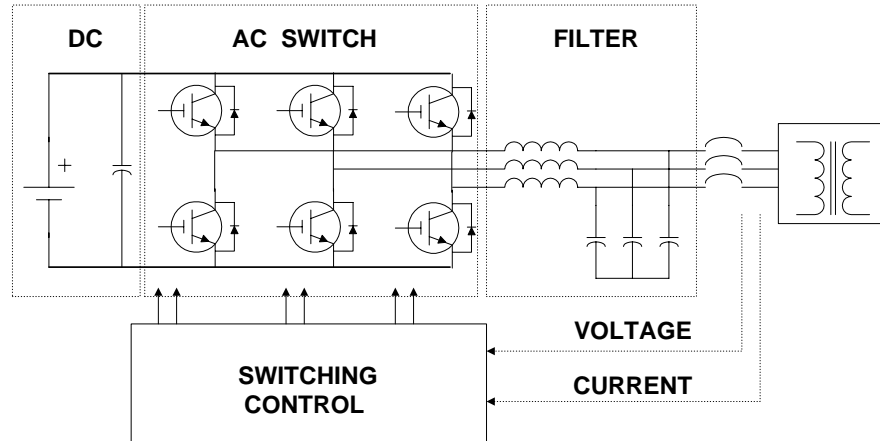 DC
AC SWITCH
FILTER
+
VOLTAGE
SWITCHING
CONTROL
CURRENT